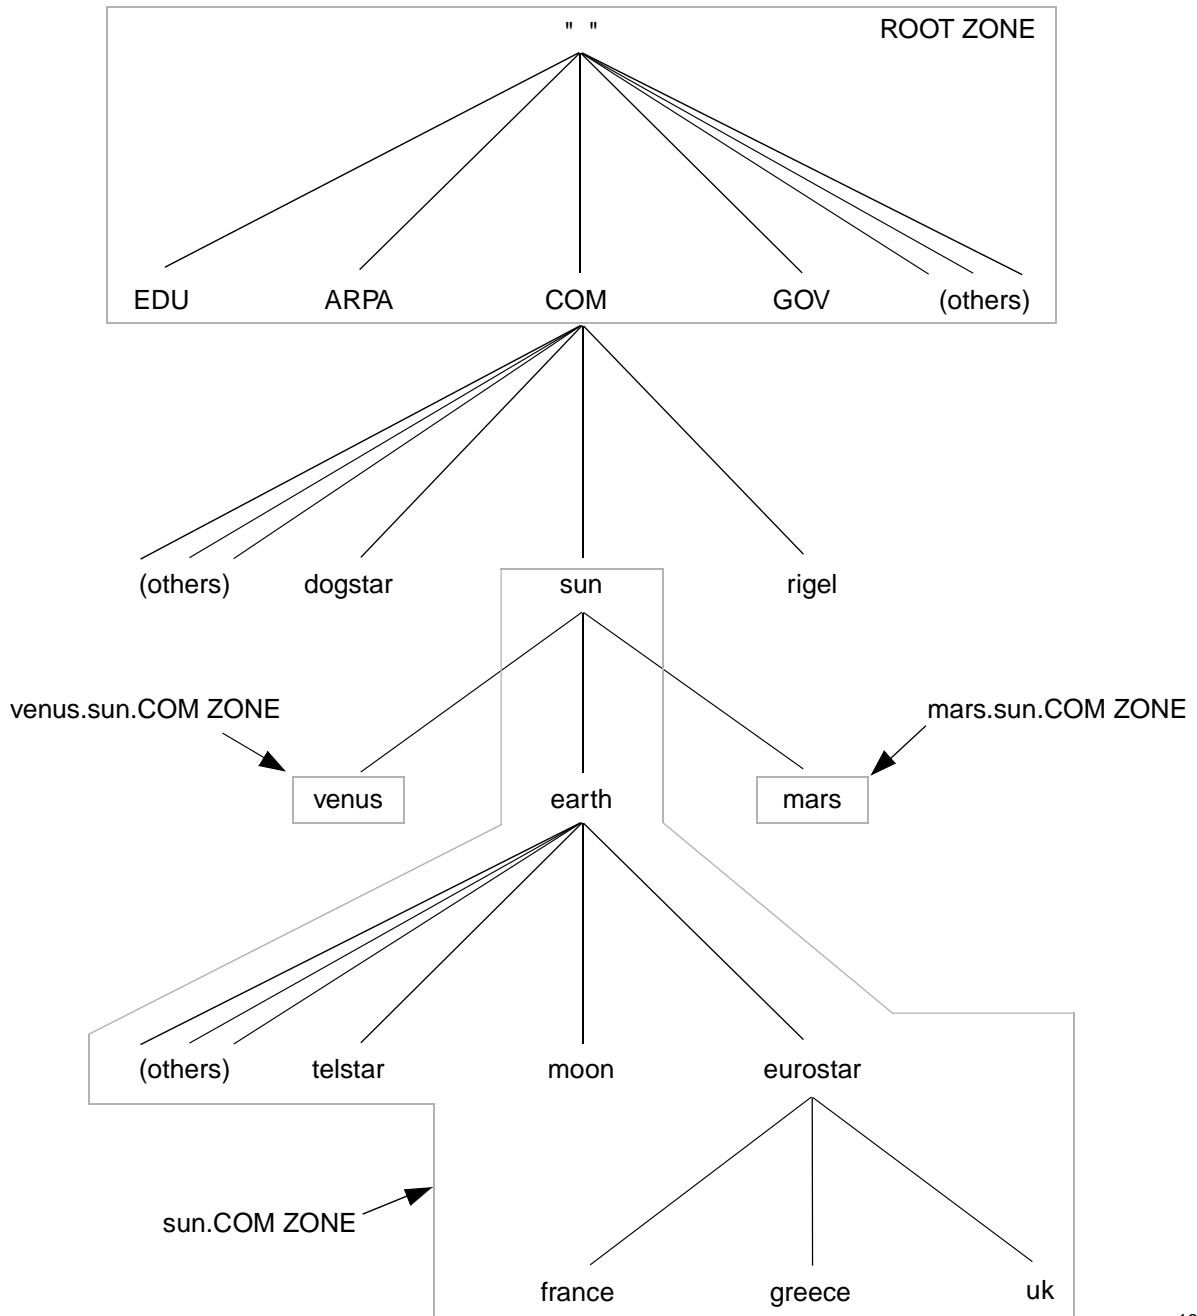 " " ROOT ZONE
EDU ARPA COM GOV (others)
(others) dogstar sun rigel
venus.sun.COM ZONE mars.sun.COM ZONE
venus earth mars
(others) telstar moon eurostar
sun.COM ZONE
france greece uk